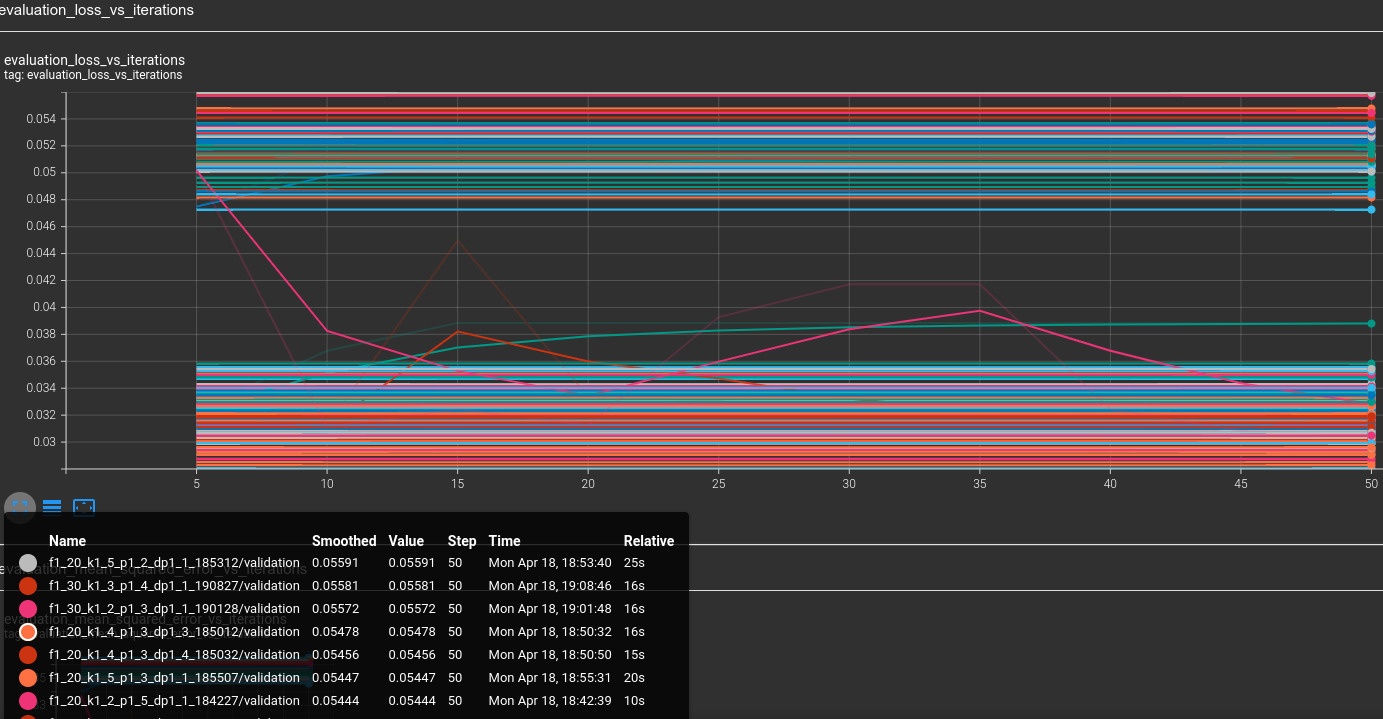 evaluation_loss_vs_iterations
evaluation_loss_vs_iterations
tag: evaluation_loss_vs_iterations
0.054
0.052
0.05
0.048
0.046
0.044
0.042
0.04
0.038
0.036
0.034
0.032
0.03
5 10 15 20 25 30 35 40 45 50
Name Smoothed Value Step Time Relative
f1_20_k1_5_p1_2_dp1_1_185312/validation 0.05591 0.05591 50 Mon Apr 18, 18:53:40 25s
evaluation_mean_squared_error_vs_iterations
f1_30_k1_3_p1_4_dp1_1_190827/validation 0.05581 0.05581 50 Mon Apr 18, 19:08:46 16s
f1_30_k1_2_p1_3_dp1_1_190128/validation 0.05572 0.05572 50 Mon Apr 18, 19:01:48 16s
evaluation_mean_squared_error_vs_iterations
f1_20_k1_4_p1_3_dp1_3_185012/validation 0.05478 0.05478 50 Mon Apr 18, 18:50:32 16s
f1_20_k1_4_p1_3_dp1_4_185032/validation 0.05456 0.05456 50 Mon Apr 18, 18:50:50 15s
f1_20_k1_5_p1_3_dp1_1_185507/validation 0.05447 0.05447 50 Mon Apr 18, 18:55:31 20s
f1_20_k1_2_p1_5_dp1_1_184227/validation 0.05444 0.05444 50 Mon Apr 18, 18:42:39 10s